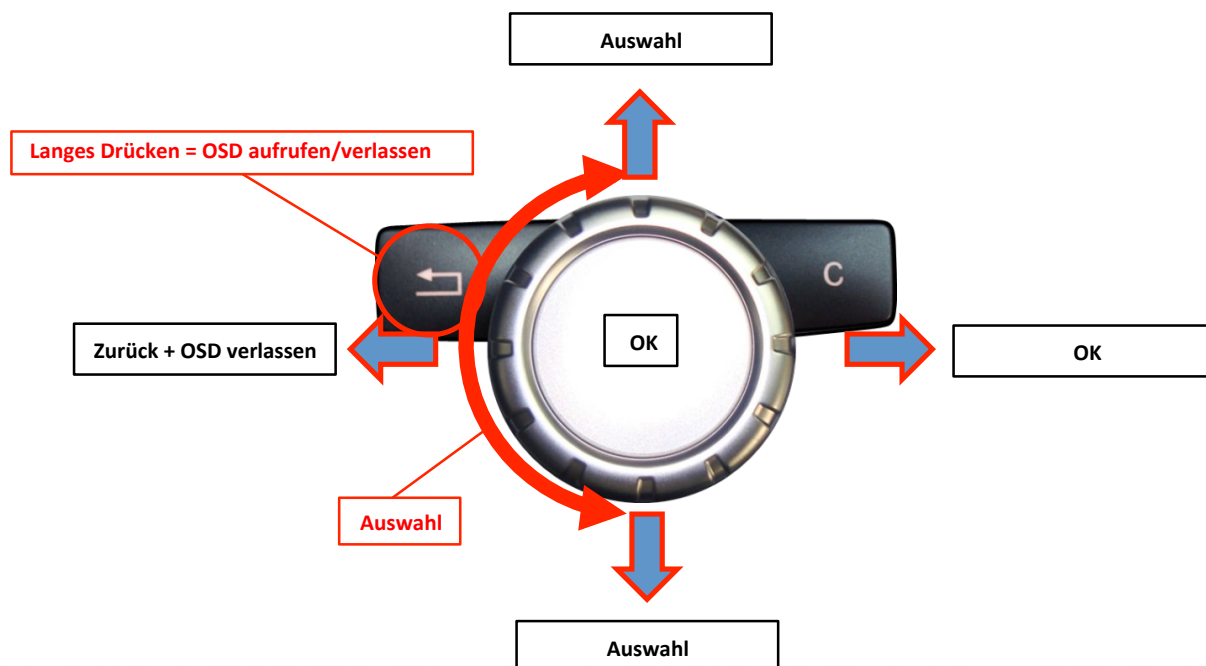 Auswahl
Langes Drücken = OSD aufrufen/verlassen
C
Zurück + OSD verlassen
OK
OK
Auswahl
Auswahl